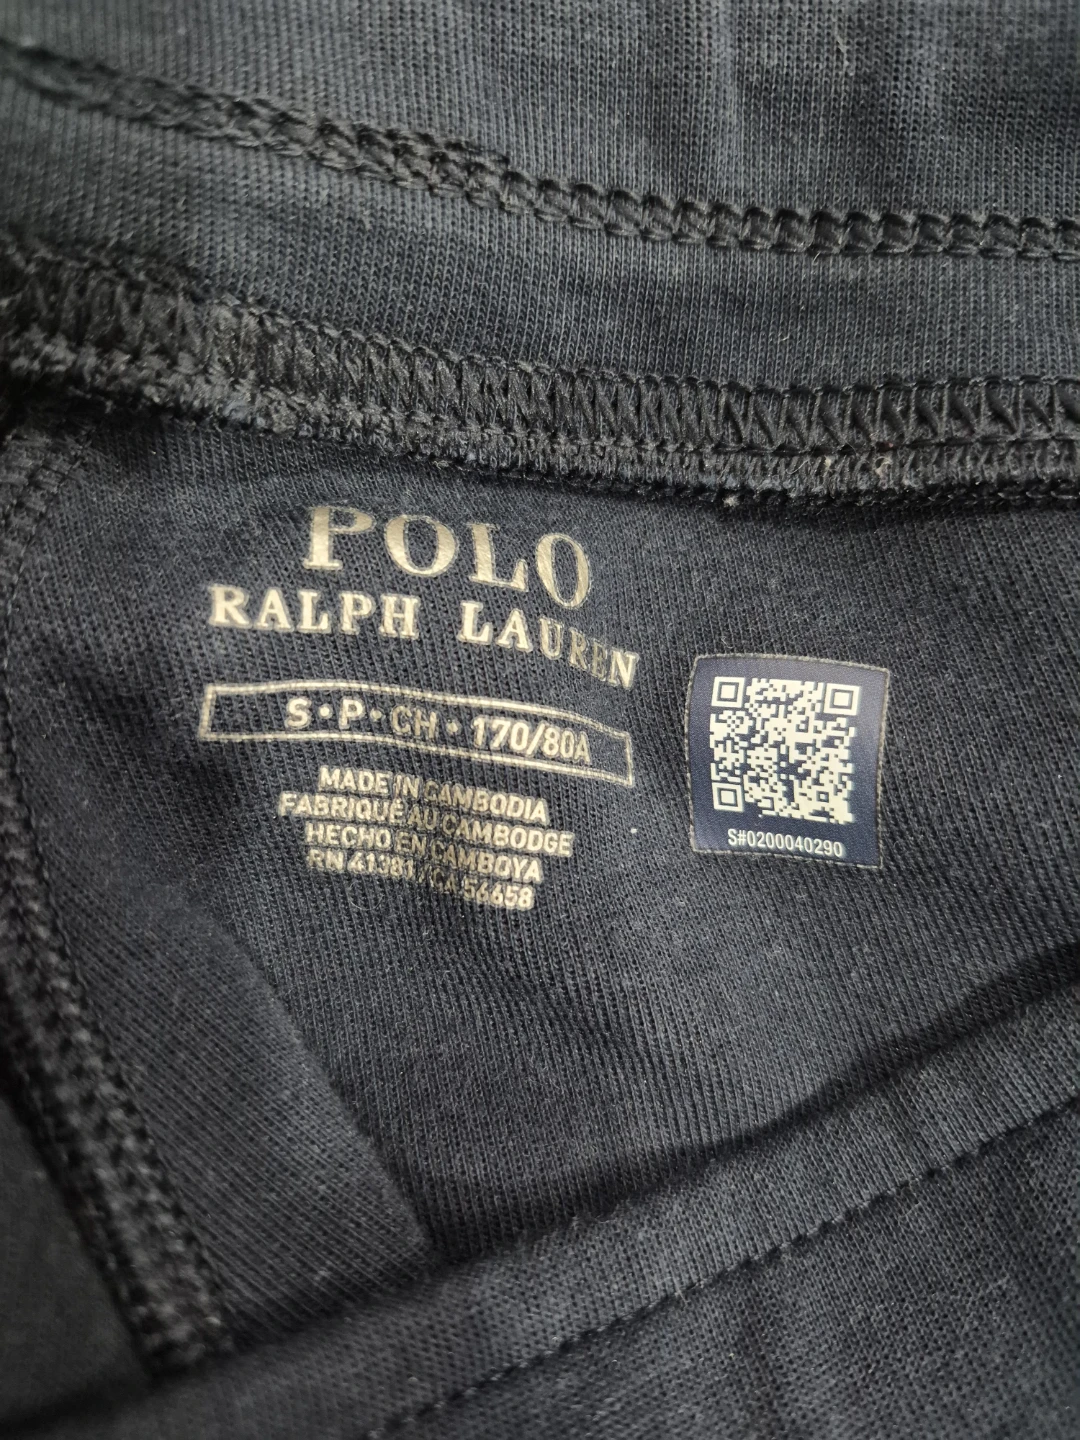 POLO
RALPH LAUREN
S•P•CH•170/80A
MADE IN CAMBODIA
FABRIQUÉ AU CAMBODGE
HECHO EN CAMBOYA
RN 41381 / CA 56658
S#0200040290